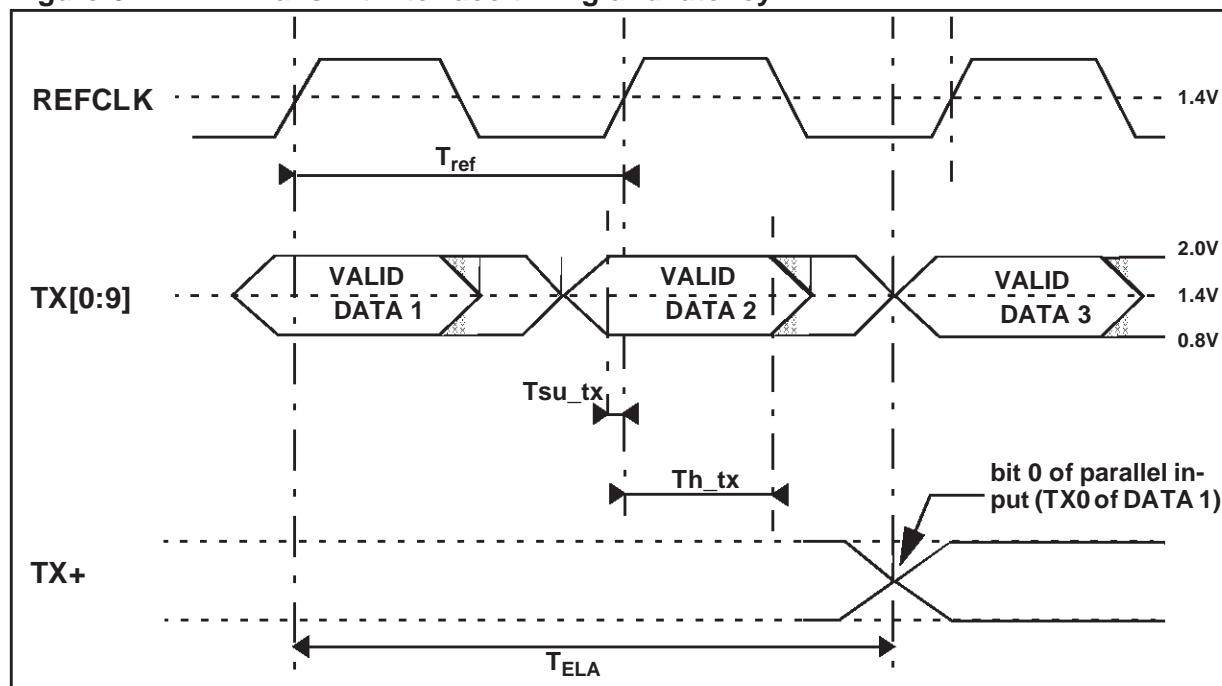 REFCLK
1.4V
T_ref
VALID
DATA 1
VALID
DATA 2
VALID
DATA 3
2.0V
TX[0:9]
1.4V
0.8V
Tsu_tx
Th_tx
bit 0 of parallel in-
put (TX0 of DATA 1)
TX+
T_ELA